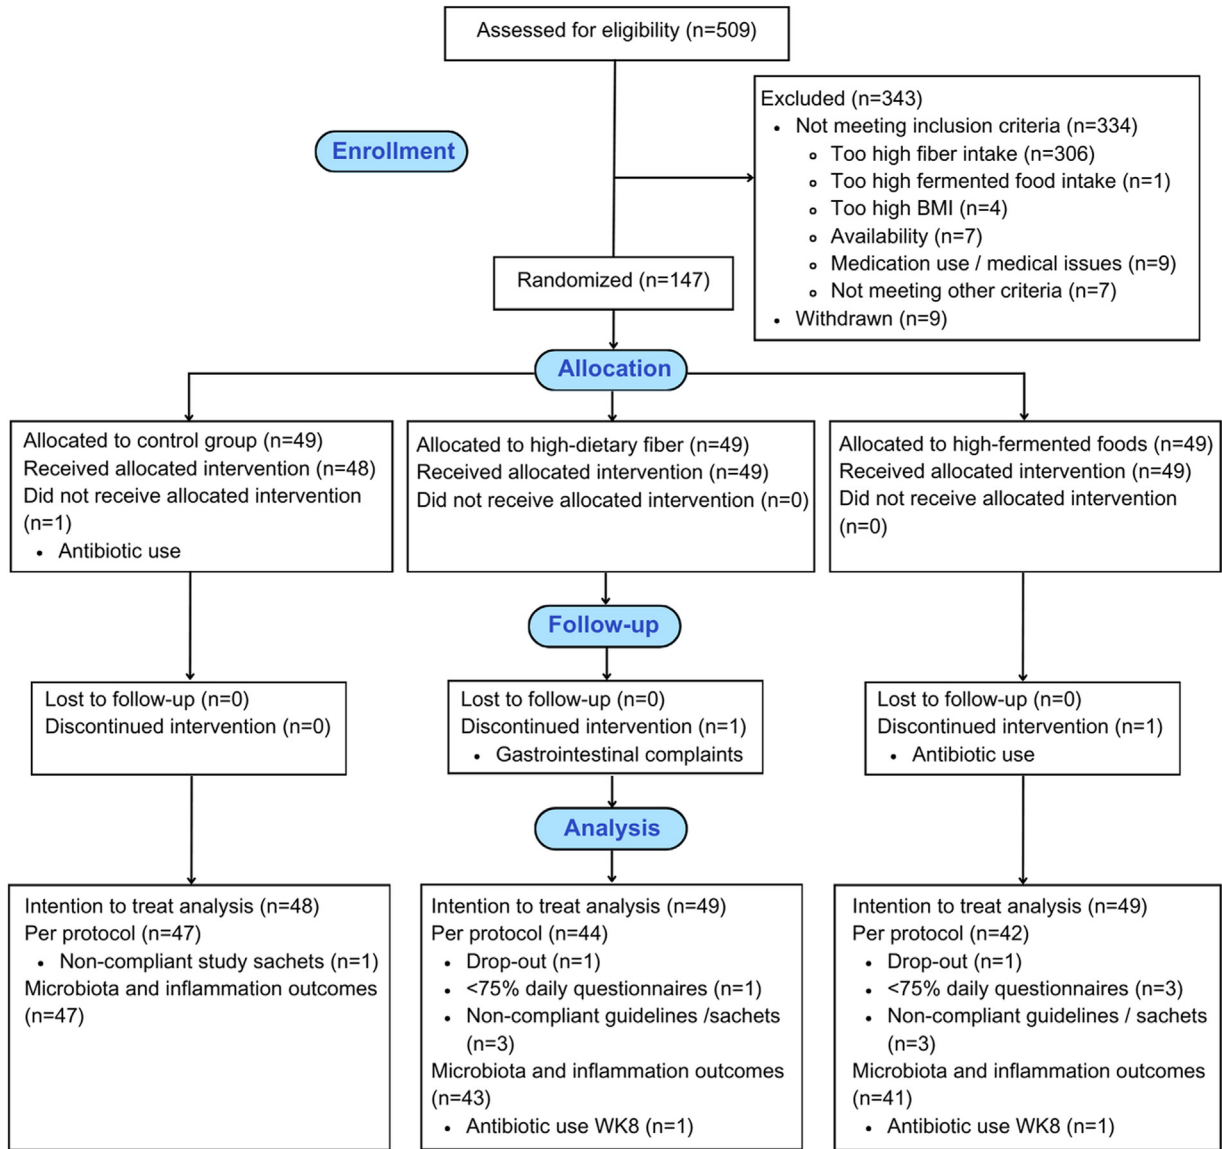 Assessed for eligibility (n=509)
Excluded (n=343)
• Not meeting inclusion criteria (n=334)
o Too high fiber intake (n=306)
o Too high fermented food intake (n=1)
o Too high BMI (n=4)
o Availability (n=7)
o Medication use / medical issues (n=9)
o Not meeting other criteria (n=7)
• Withdrawn (n=9)
Enrollment
Randomized (n=147)
Allocation
Allocated to control group (n=49)
Received allocated intervention (n=48)
Did not receive allocated intervention
(n=1)
• Antibiotic use
Allocated to high-dietary fiber (n=49)
Received allocated intervention (n=49)
Did not receive allocated intervention (n=0)
Allocated to high-fermented foods (n=49)
Received allocated intervention (n=49)
Did not receive allocated intervention
(n=0)
Follow-up
Lost to follow-up (n=0)
Discontinued intervention (n=0)
Lost to follow-up (n=0)
Discontinued intervention (n=1)
• Gastrointestinal complaints
Lost to follow-up (n=0)
Discontinued intervention (n=1)
• Antibiotic use
Analysis
Intention to treat analysis (n=48)
Per protocol (n=47)
• Non-compliant study sachets (n=1)
Microbiota and inflammation outcomes
(n=47)
Intention to treat analysis (n=49)
Per protocol (n=44)
• Drop-out (n=1)
• <75% daily questionnaires (n=1)
• Non-compliant guidelines /sachets
(n=3)
Microbiota and inflammation outcomes
(n=43)
• Antibiotic use WK8 (n=1)
Intention to treat analysis (n=49)
Per protocol (n=42)
• Drop-out (n=1)
• <75% daily questionnaires (n=3)
• Non-compliant guidelines / sachets
(n=3)
Microbiota and inflammation outcomes
(n=41)
• Antibiotic use WK8 (n=1)